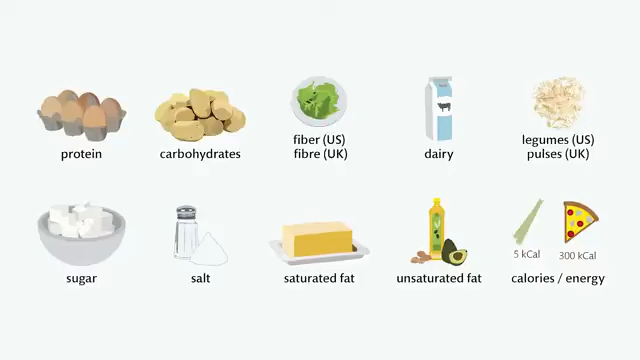 protein
carbohydrates
fiber (US)
fibre (UK)
dairy
legumes (US)
pulses (UK)
sugar
salt
saturated fat
unsaturated fat
5 kCal
300 kCal
calories / energy